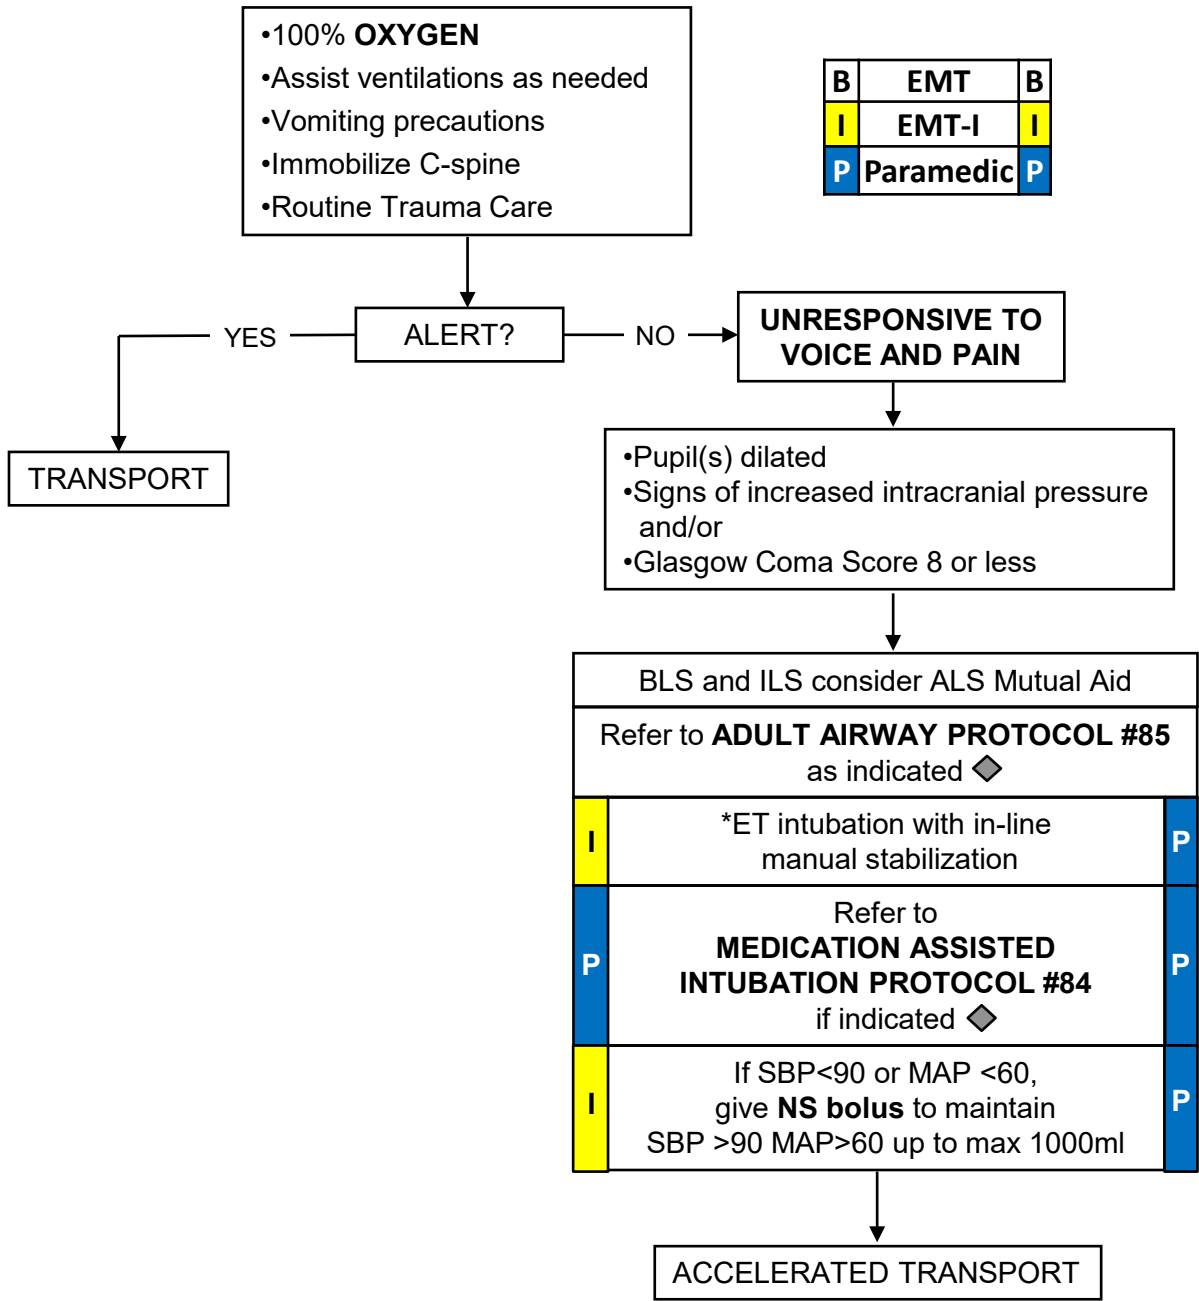 •100% OXYGEN
•Assist ventilations as needed
•Vomiting precautions
•Immobilize C-spine
•Routine Trauma Care
B EMT B
I EMT-I I
P Paramedic P
YES
ALERT?
NO
UNRESPONSIVE TO
VOICE AND PAIN
TRANSPORT
•Pupil(s) dilated
•Signs of increased intracranial pressure
and/or
•Glasgow Coma Score 8 or less
BLS and ILS consider ALS Mutual Aid
Refer to ADULT AIRWAY PROTOCOL #85
as indicated
I *ET intubation with in-line P
manual stabilization
Refer to
MEDICATION ASSISTED
P INTUBATION PROTOCOL #84 P
if indicated
If SBP<90 or MAP <60,
I give NS bolus to maintain P
SBP >90 MAP>60 up to max 1000ml
ACCELERATED TRANSPORT